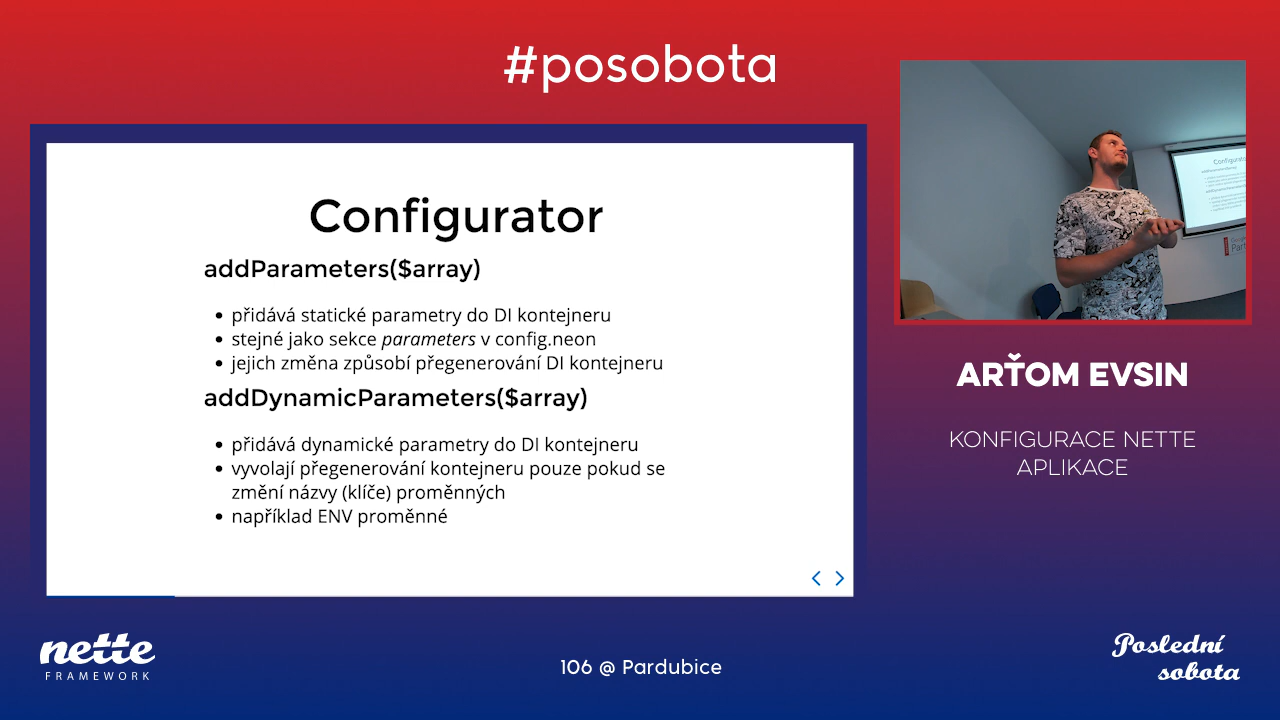 #posobota
Configurator
addParameters($array)
• přidává statické parametry do DI kontejneru
• stejné jako sekce parameters v config.neon
• jejich změna způsobí přegenerování DI kontejneru
addDynamicParameters($array)
• přidává dynamické parametry do DI kontejneru
• vyvolají přegenerování kontejneru pouze pokud se
změní názvy (klíče) proměnných
• například ENV proměnné
ARŤOM EVSIN
KONFIGURACE NETTE
APLIKACE
nette
FRAMEWORK
106 @ Pardubice
Poslední
sobota